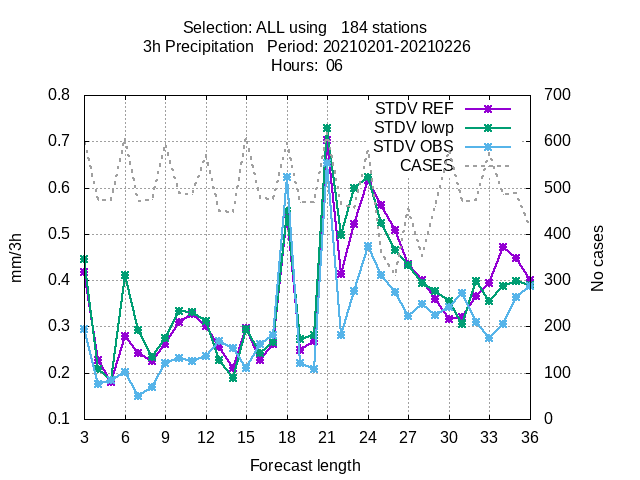 Selection: ALL using   184 stations
3h Precipitation   Period: 20210201-20210226
Hours:  06
0.8
0.7
0.6
0.5
0.4
0.3
0.2
0.1
mm/3h
STDV REF
STDV lowp
STDV OBS
CASES
700
600
500
400
300
200
100
0
No cases
3 6 9 12 15 18 21 24 27 30 33 36
Forecast length